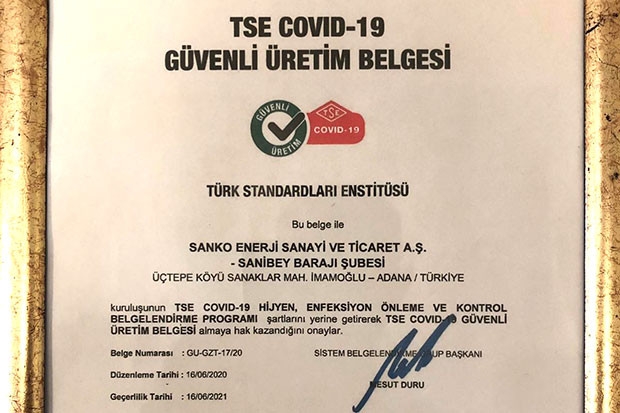 TSE COVID-19
GÜVENLİ ÜRETİM BELGESİ
GÜVENLİ
ÜRETİM
TSE
COVID-19
TÜRK STANDARDLARI ENSTİTÜSÜ
Bu belge ile
SANKO ENERJİ SANAYİ VE TİCARET A.Ş.
- SANİBEY BARAJI ŞUBESİ
ÜÇTEPE KÖYÜ SANAKLAR MAH. İMAMOĞLU – ADANA / TÜRKİYE
kuruluşunun TSE COVID-19 HİJYEN, ENFEKSİYON ÖNLEME VE KONTROL
BELGELENDİRME PROGRAMI şartlarını yerine getirerek TSE COVID-19 GÜVENLİ
ÜRETİM BELGESİ almaya hak kazandığını onaylar.
Belge Numarası : GU-GZT-17/20 SİSTEM BELGELENDİRME GRUP BAŞKANI
Düzenleme Tarihi : 16/06/2020
MESUT DURU
Geçerlilik Tarihi : 16/06/2021